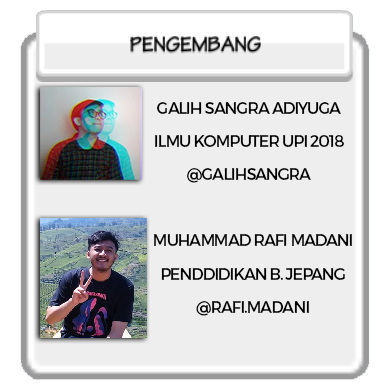 PENGEMBANG
GALIH SANGRA ADIYUGA
ILMU KOMPUTER UPI 2018
@GALIHSANGRA
MUHAMMAD RAFI MADANI
PENDDIDIKAN B. JEPANG
@RAFI.MADANI